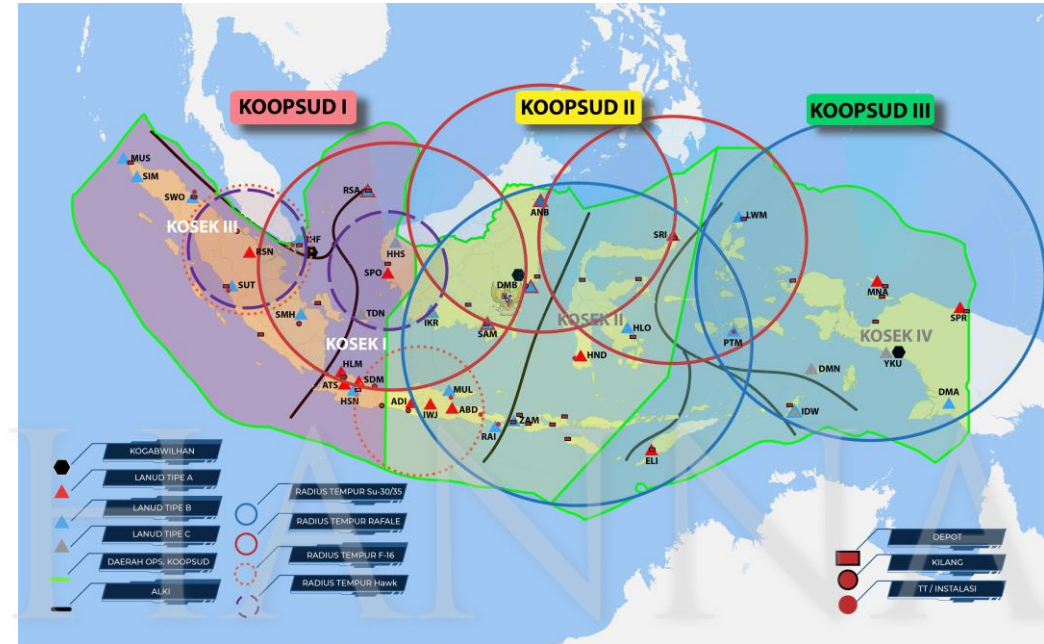 KOOPSUD I
KOOPSUD II
KOOPSUD III
MUS
SIM
SWO
RSA
KOSEK III
RSN
HHS
SPO
SUT
SMH
TDN
IKR
KOSEK I
HLM
ATS
SDM
HSN
ADI
IWJ
MUL
ABD
RAI
ZAM
ANB
DMB
SAM
KOSEK II
HLO
HND
SRI
ELI
LWM
PTM
DMN
IDW
MNA
SPR
KOSEK IV
YKU
DMA
HANNA
KOGABWILHAN
LANUD TIPE A
LANUD TIPE B
LANUD TIPE C
DAERAH OPS. KOOPSUD
ALKI
RADIUS TEMPUR Su-30/35
RADIUS TEMPUR RAFALE
RADIUS TEMPUR F-16
RADIUS TEMPUR Hawk
DEPOT
KILANG
TT / INSTALASI